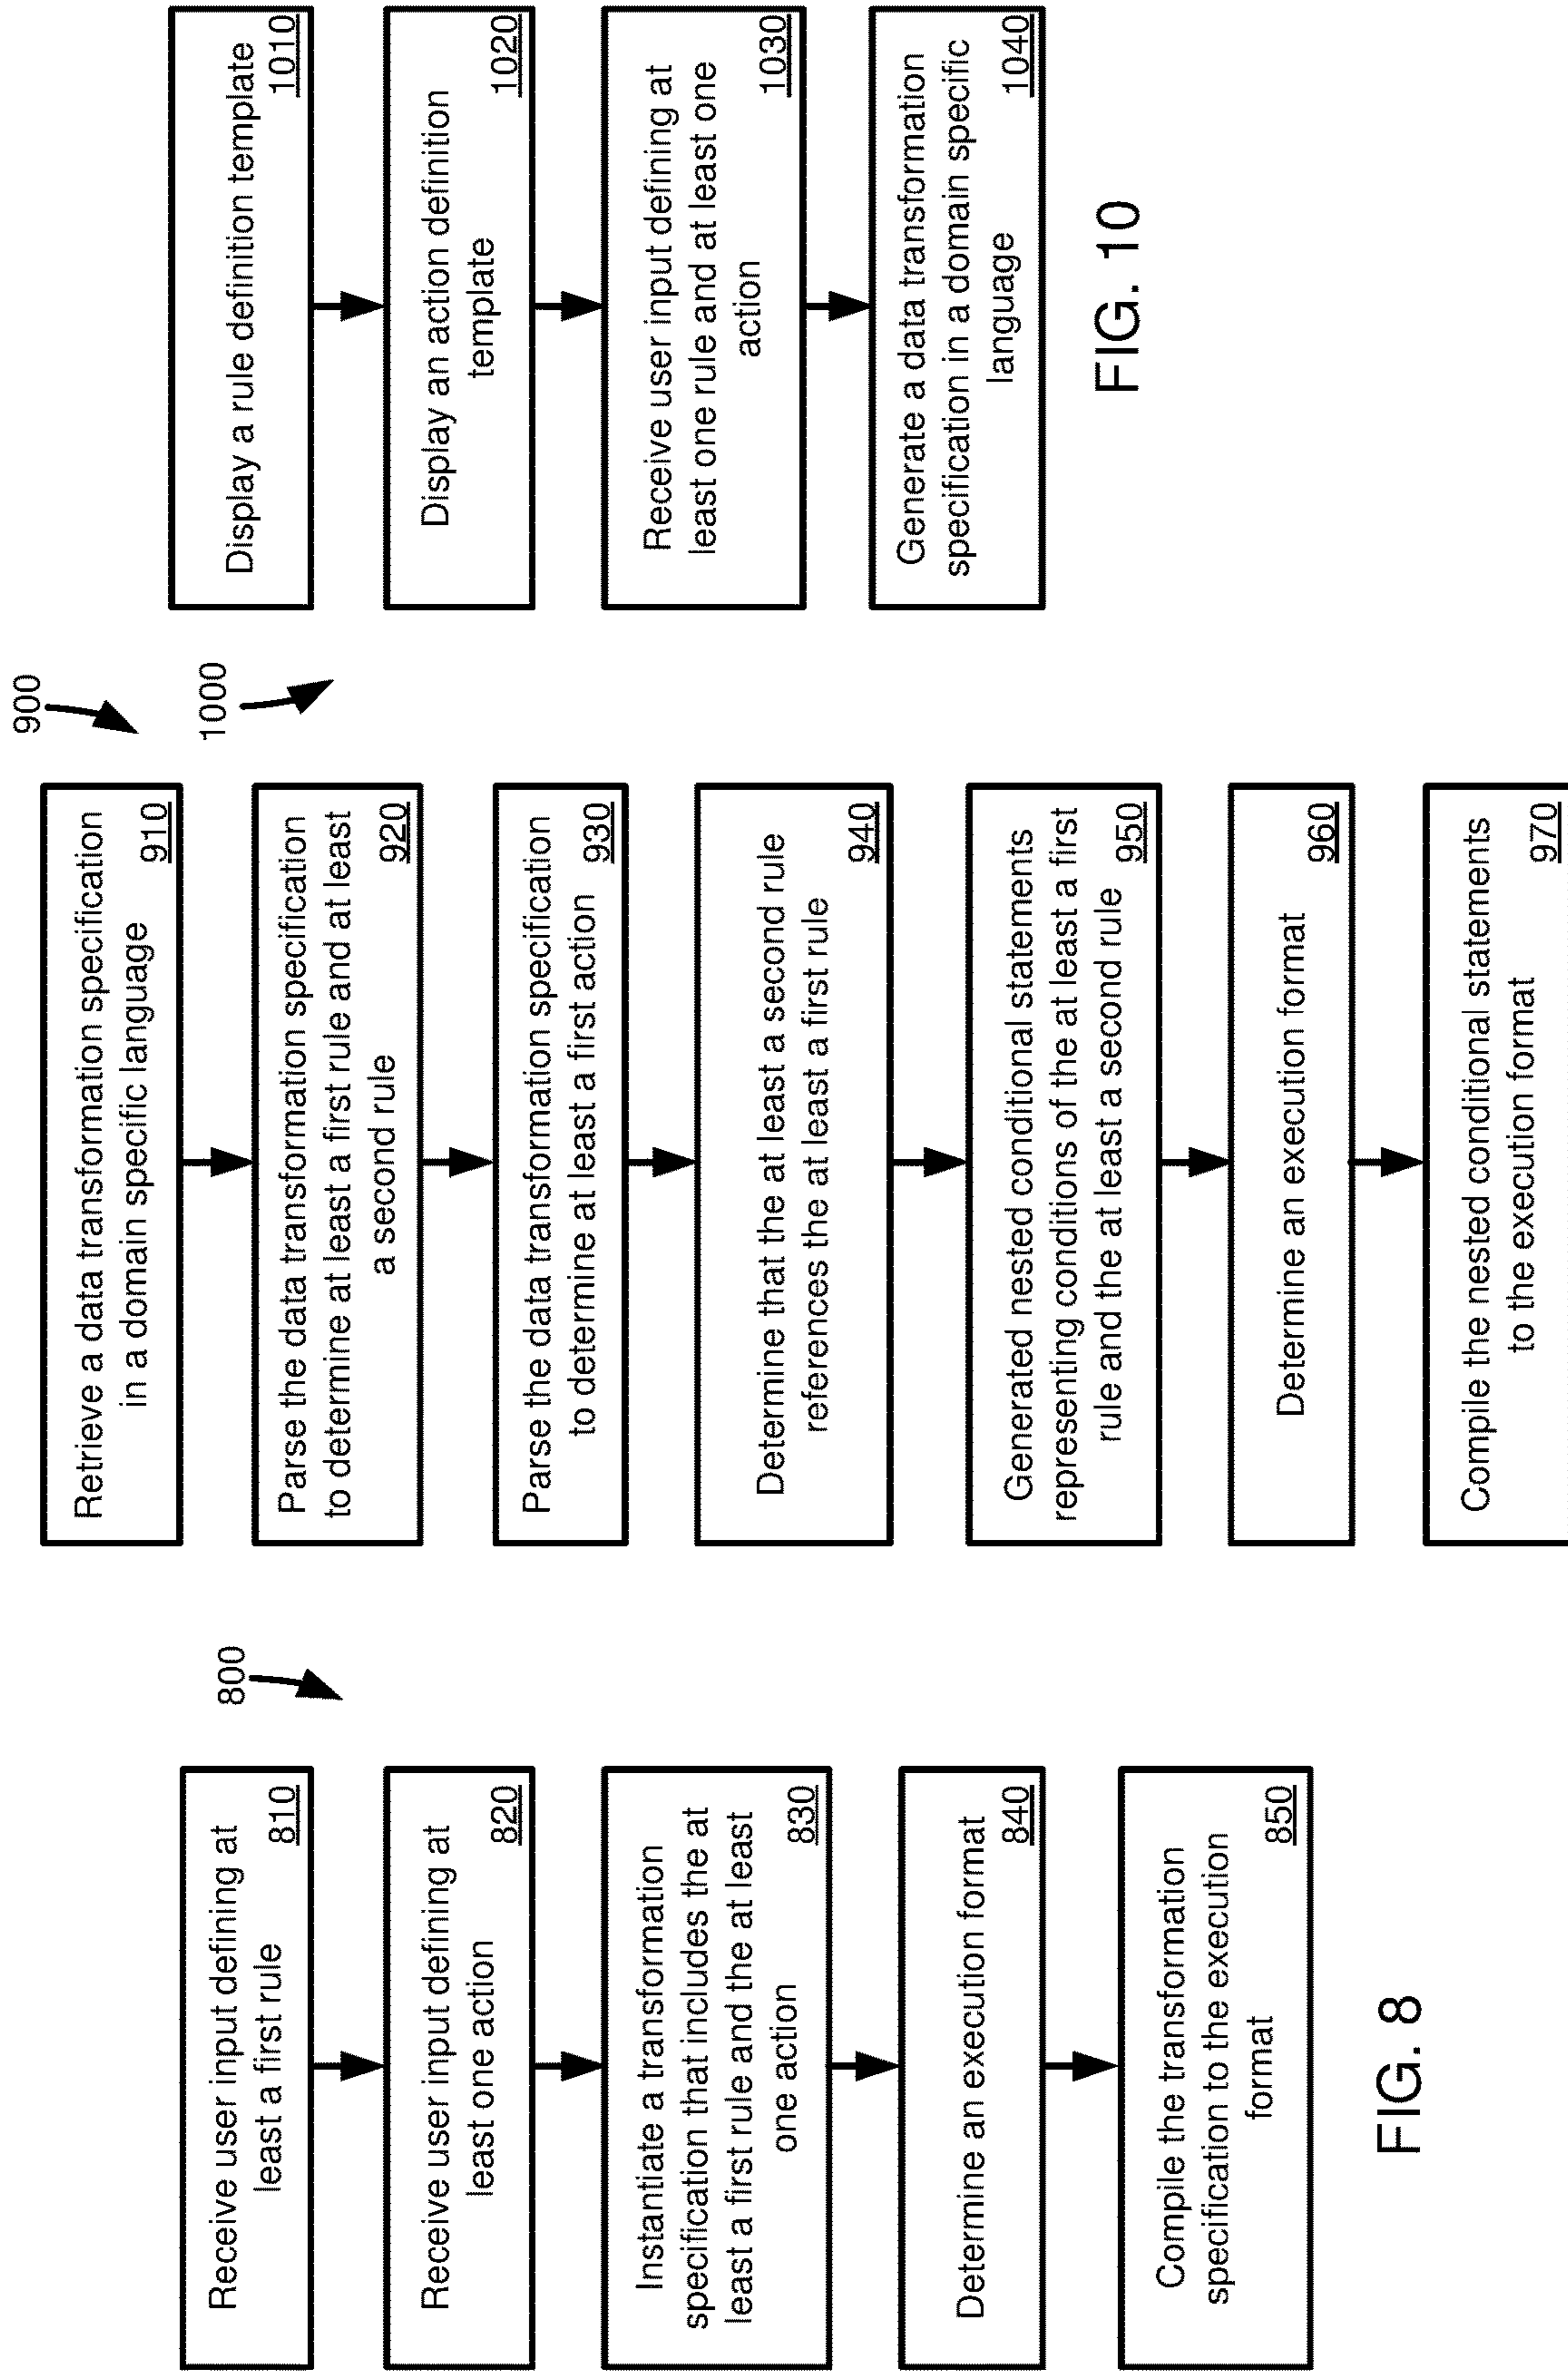 800
Receive user input defining at
least a first rule
810
Receive user input defining at
least one action
820
Instantiate a transformation
specification that includes the at
least a first rule and the at least
one action
830
Determine an execution format
840
Compile the transformation
specification to the execution
format
850
FIG. 8
900
Retrieve a data transformation specification
in a domain specific language
910
Parse the data transformation specification
to determine at least a first rule and at least
a second rule
920
Parse the data transformation specification
to determine at least a first action
930
Determine that the at least a second rule
references the at least a first rule
940
Generated nested conditional statements
representing conditions of the at least a first
rule and the at least a second rule
950
Determine an execution format
960
Compile the nested conditional statements
to the execution format
970
1000
Display a rule definition template
1010
Display an action definition
template
1020
Receive user input defining at
least one rule and at least one
action
1030
Generate a data transformation
specification in a domain specific
language
1040
FIG. 10